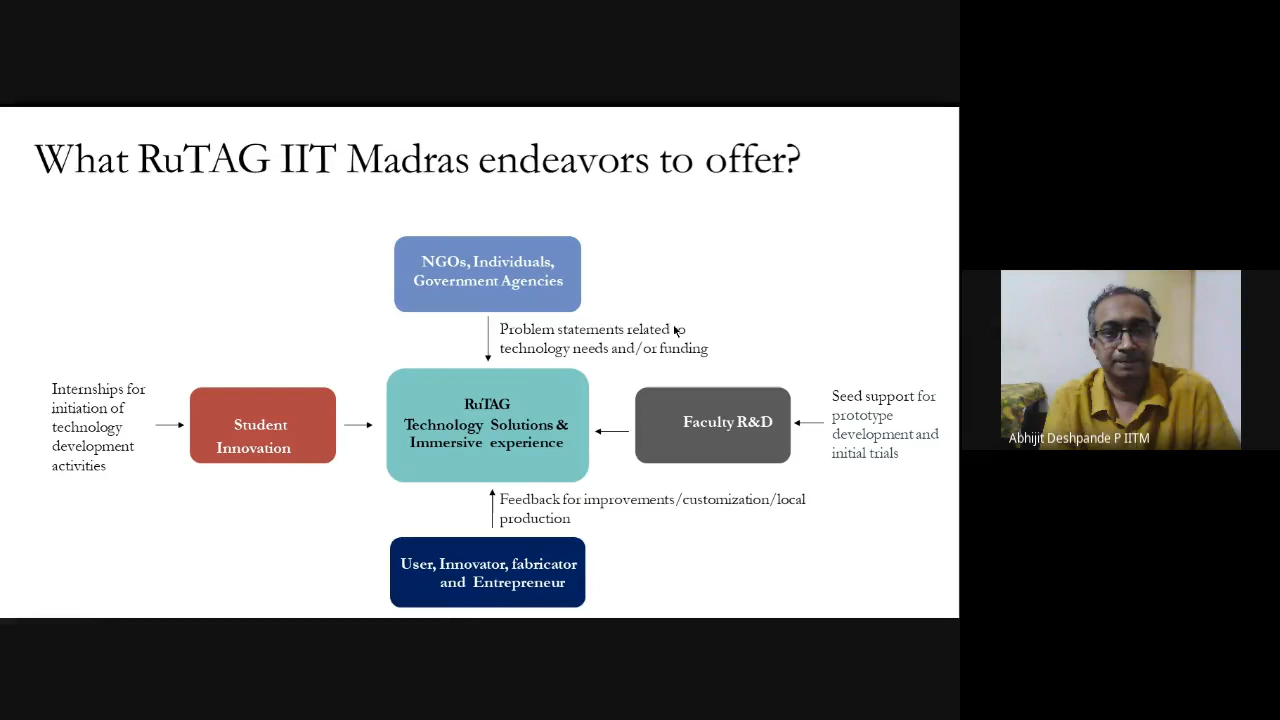 What RuTAG IIT Madras endeavors to offer?
NGOs, Individuals,
Government Agencies
Problem statements related to
technology needs and/or funding
Internships for
initiation of
technology
development
activities
Student
Innovation
RuTAG
Technology Solutions &
Immersive experience
Faculty R&D
Seed support for
prototype
development and
initial trials
Feedback for improvements/customization/local
production
User, Innovator, fabricator
and Entrepreneur
Abhijit Deshpande P IITM